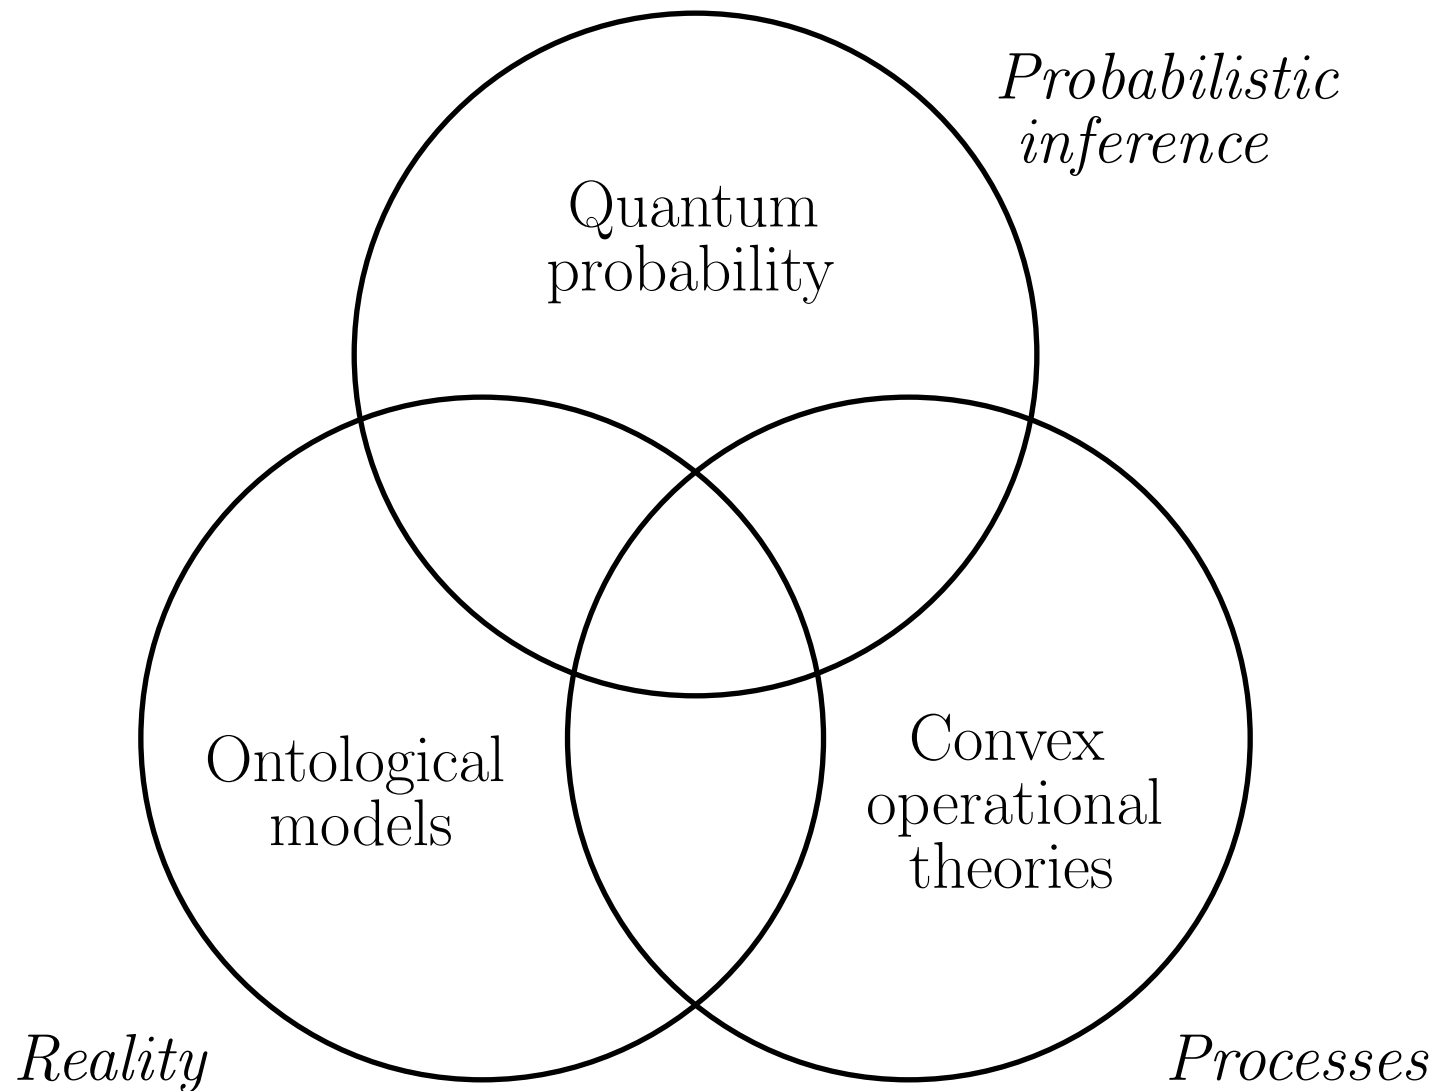 Probabilistic
inference
Quantum
probability
Ontological
models
Convex
operational
theories
Reality
Processes